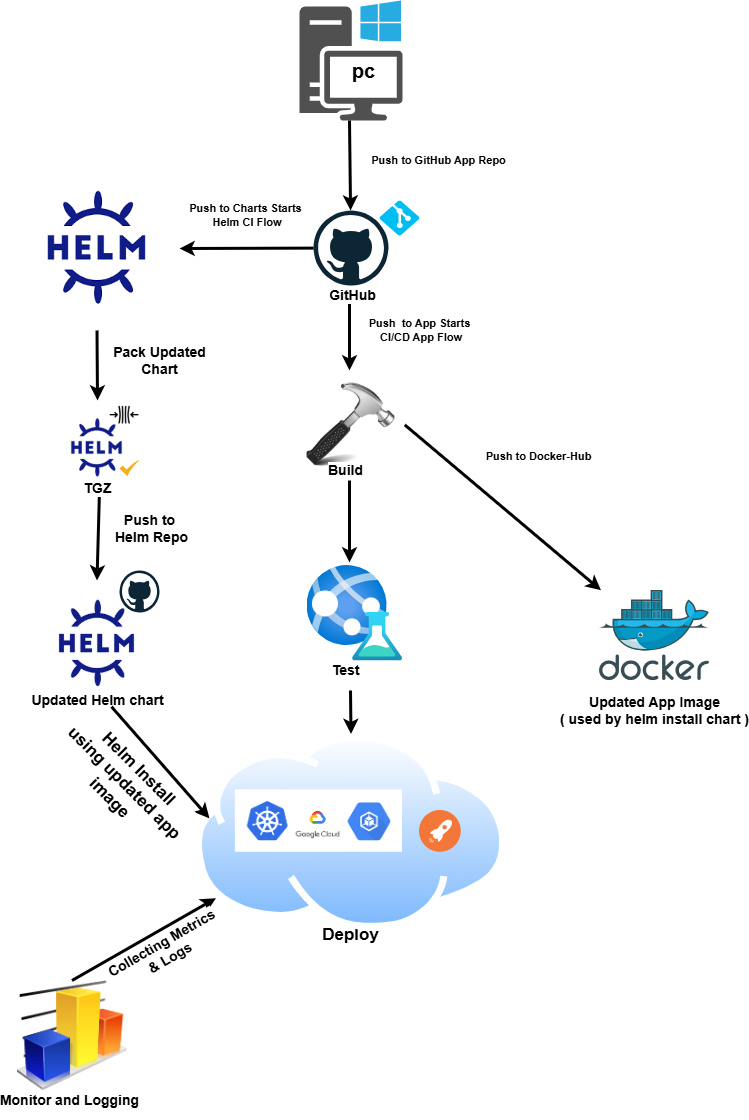 pc
Push to GitHub App Repo
Push to Charts Starts
Helm CI Flow
HELM
GitHub
Push  to App Starts
CI/CD App Flow
Pack Updated
Chart
HELM
TGZ
Build
Push to Docker-Hub
Push to
Helm Repo
HELM
Updated Helm chart
Test
docker
Updated App Image
( used by helm install chart )
Helm Install
using updated app
image
Google Cloud
Deploy
Collecting Metrics
& Logs
Monitor and Logging